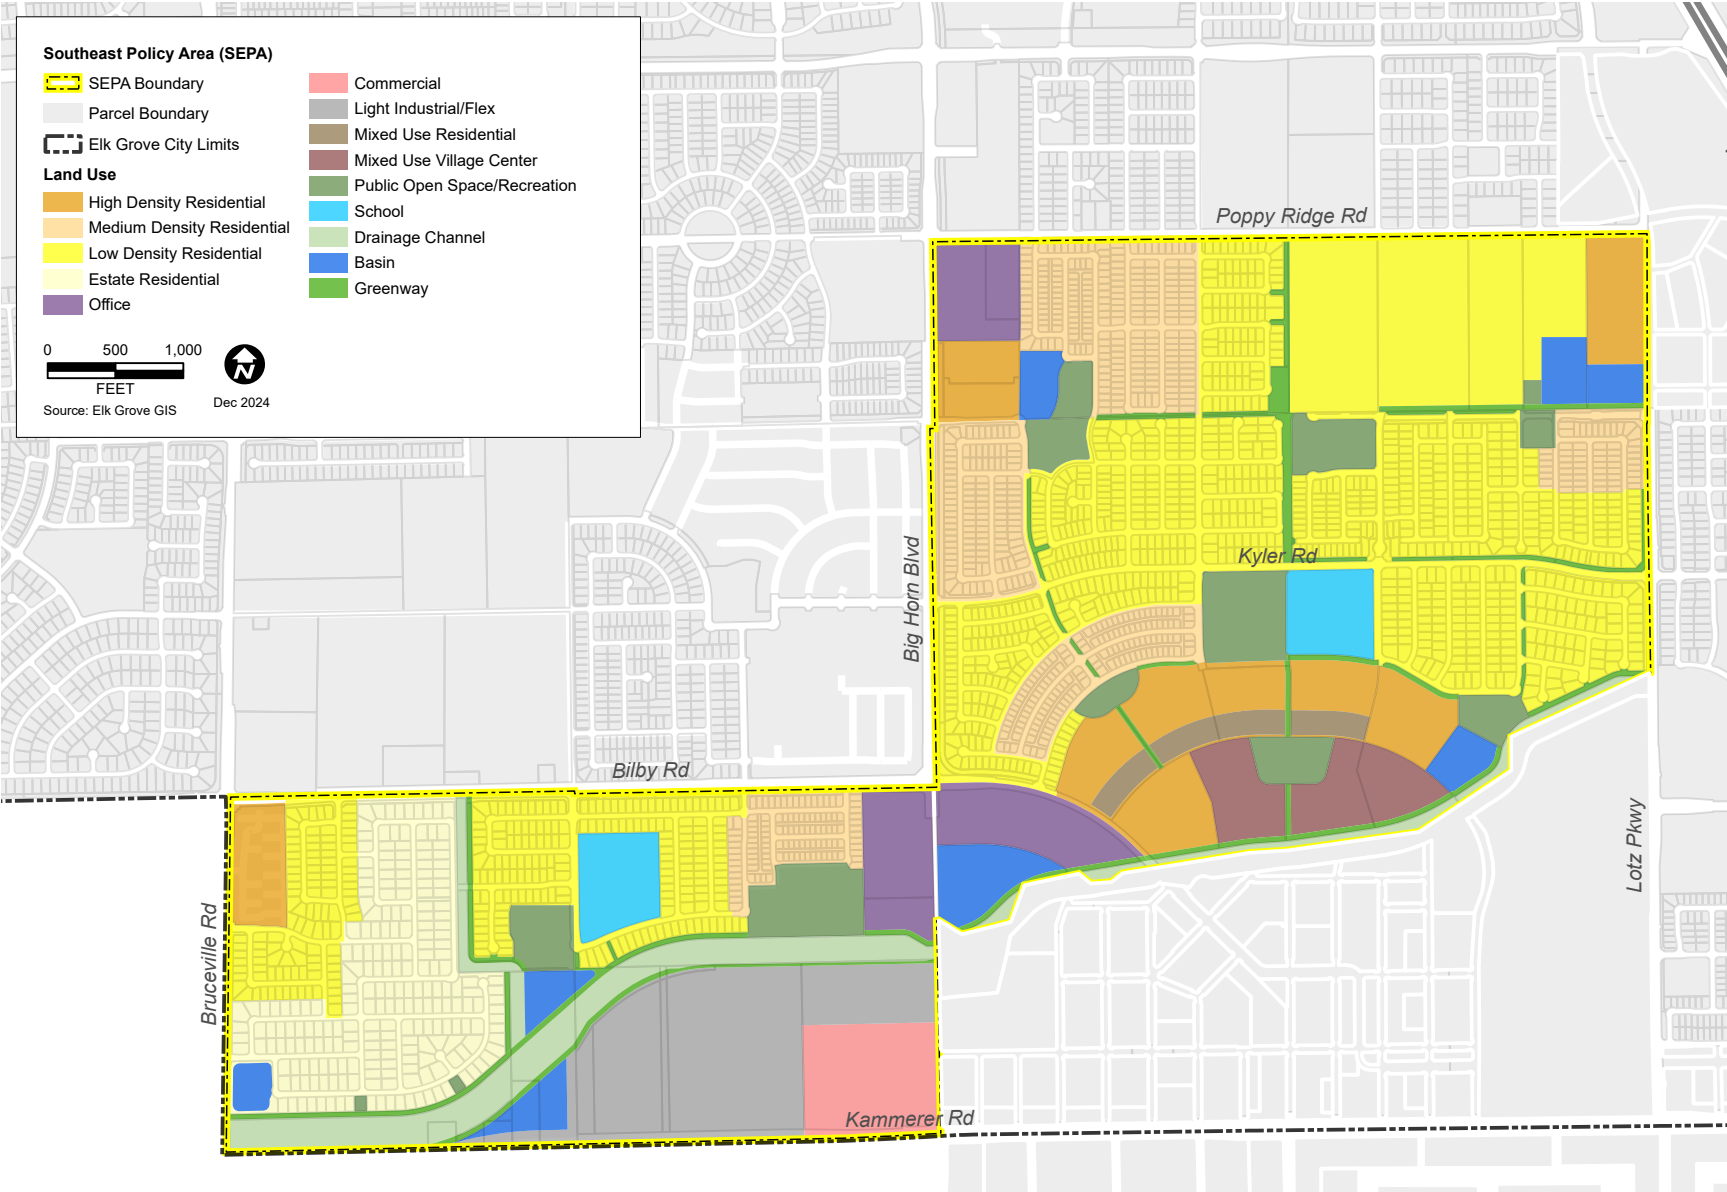 Southeast Policy Area (SEPA)
SEPA Boundary
Parcel Boundary
Elk Grove City Limits
Land Use
High Density Residential
Medium Density Residential
Low Density Residential
Estate Residential
Office
Commercial
Light Industrial/Flex
Mixed Use Residential
Mixed Use Village Center
Public Open Space/Recreation
School
Drainage Channel
Basin
Greenway
0 500 1,000
FEET
Source: Elk Grove GIS
N
Dec 2024
Poppy Ridge Rd
Kyler Rd
Big Horn Blvd
Bilby Rd
Lotz Pkwy
Bruceville Rd
Kammerer Rd